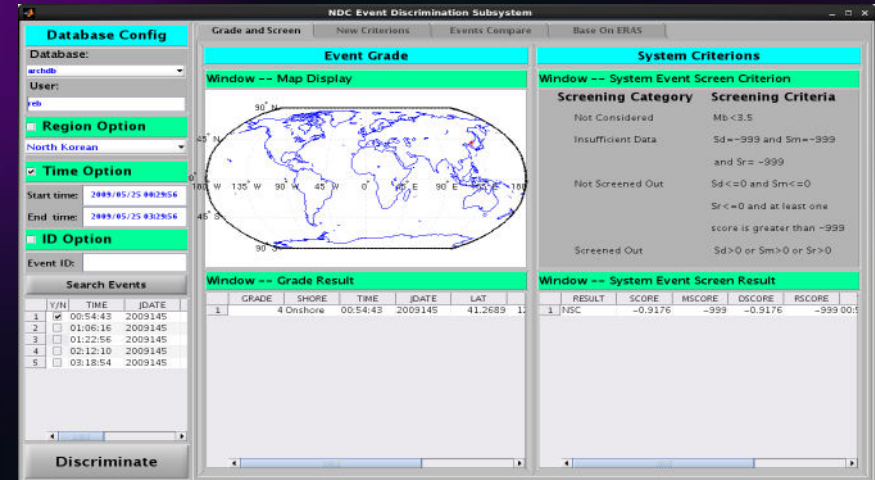 NDC Event Discrimination Subsystem
Database Config
Database:
archdb
User:
reb
Region Option
North Korean
Time Option
Start time: 2009/05/25 00:29:56
End time: 2009/05/25 03:29:56
ID Option
Event ID:
Search Events
Y/N TIME JDATE
1 00:54:43 2009145
2 01:06:16 2009145
3 01:22:56 2009145
4 02:12:10 2009145
5 03:18:54 2009145
Discriminate
Grade and Screen New Criterions Events Compare Base On ERAS
Event Grade
Window -- Map Display
90° N
45° N
0°
180° W 135° W 90° W 45° W 0° 45° E 90° E 180°
45° S
90° S
Window -- Grade Result
GRADE SHORE TIME JDATE LAT
1 4 Onshore 00:54:43 2009145 41.2689
System Criterions
Window -- System Event Screen Criterion
Screening Category Screening Criteria
Not Considered Mb <3.5
Insufficient Data Sd=-999 and Sm=-999
and Sr= -999
Not Screened Out Sd<=0 and Sm<=0
Sr<=0 and at least one
score is greater than -999
Screened Out Sd>0 or Sm>0 or Sr>0
Window -- System Event Screen Result
RESULT SCORE MSCORE DSCORE RSCORE
1 NSC -0.9176 -999 -0.9176 -999